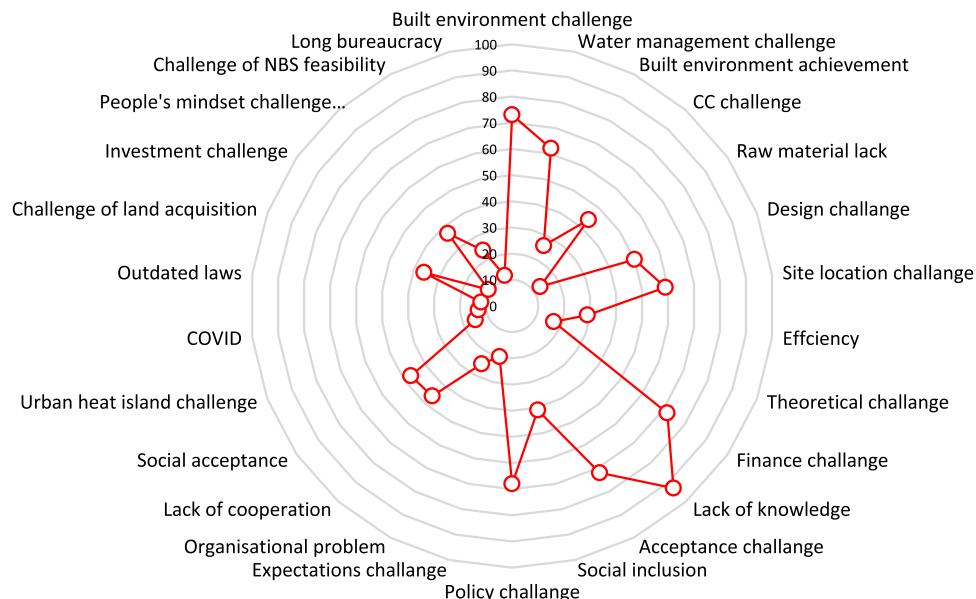 Built environment challenge
Water management challenge
Built environment achievement
CC challenge
Raw material lack
Design challange
Site location challange
Effciency
Theoretical challange
Finance challange
Lack of knowledge
Acceptance challange
Social inclusion
Policy challange
Expectations challange
Organisational problem
Lack of cooperation
Social acceptance
Urban heat island challenge
COVID
Outdated laws
Challenge of land acquisition
Investment challenge
People's mindset challenge...
Challenge of NBS feasibility
Long bureaucracy
100
90
80
70
60
50
40
30
20
10
0